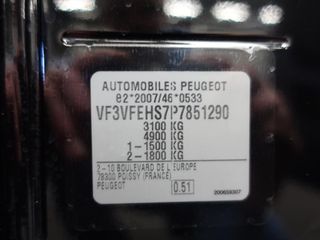 AUTOMOBILES PEUGEOT
e2*2007/46*0533
VF3VFEHS7P7851290
3100 KG
4900 KG
1-1500 KG
2-1800 KG
2-10 BOULEVARD DE L'EUROPE
78300 POISSY (FRANCE)
PEUGEOT
0.51
200659307